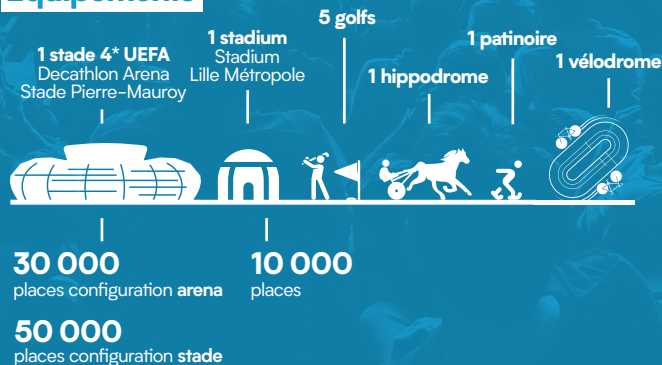 Équipements
1 stade 4* UEFA
Decathlon Arena
Stade Pierre-Mauroy
1 stadium
Stadium
Lille Métropole
5 golfs
1 hippodrome
1 patinoire
1 vélodrome
30 000
places configuration arena
50 000
places configuration stade
10 000
places